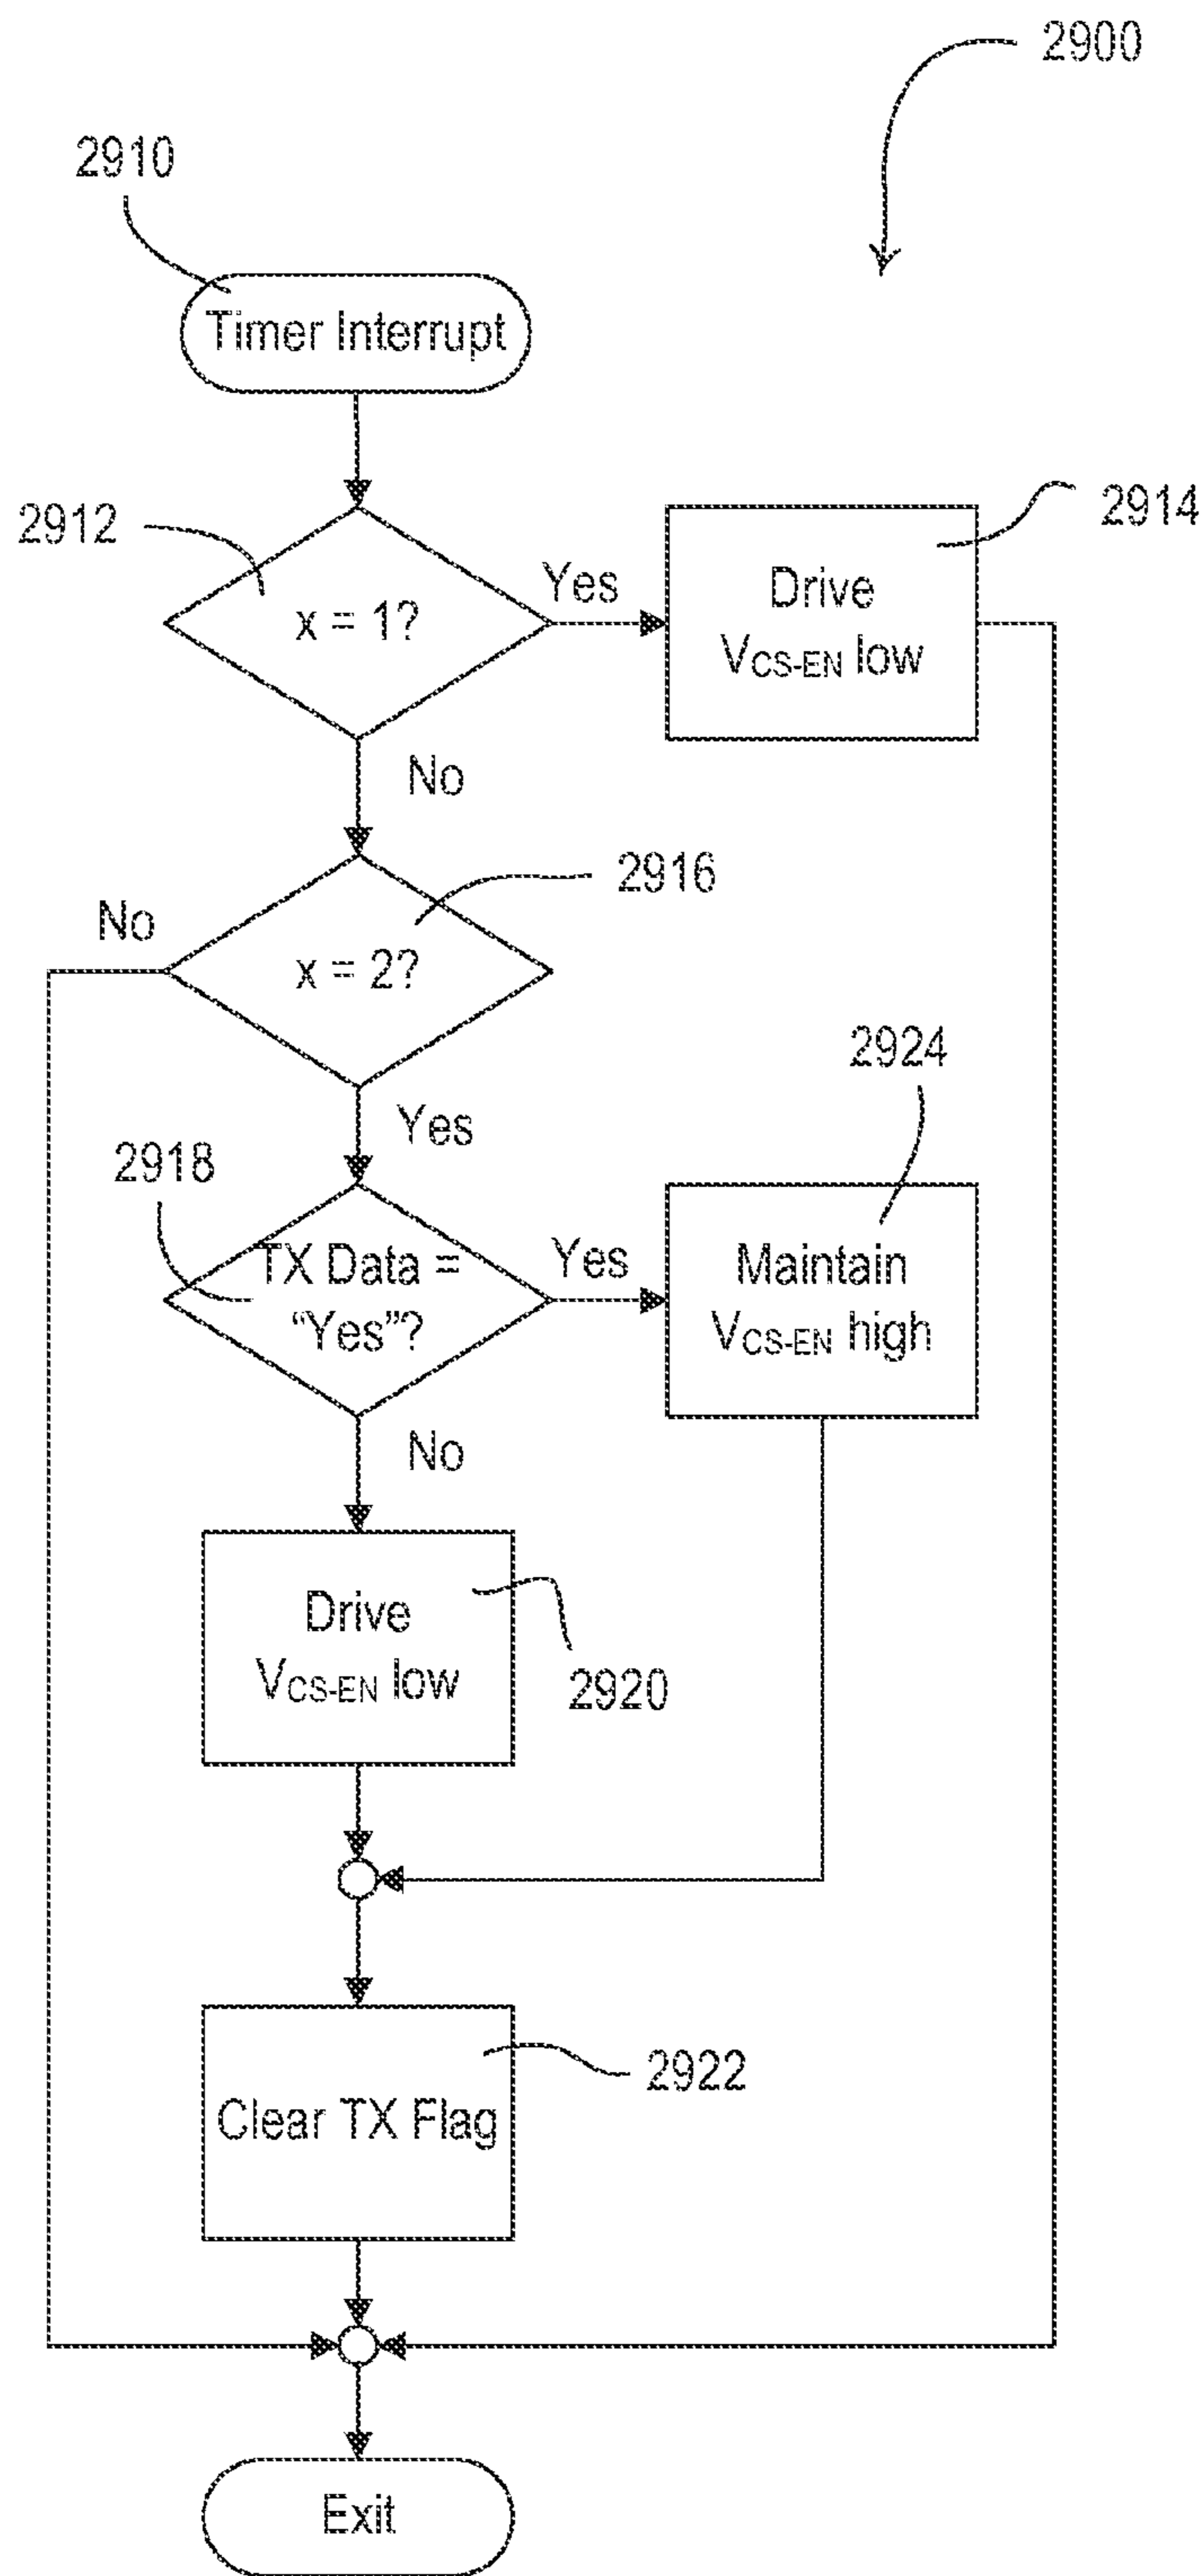 2900
2910
Timer Interrupt
2912
x = 1?
Yes
2914
Drive
VCS-EN low
No
2916
No
x = 2?
Yes
2924
2918
TX Data =
“Yes”?
Yes
Maintain
VCS-EN high
No
Drive
VCS-EN low
2920
2922
Clear TX Flag
Exit